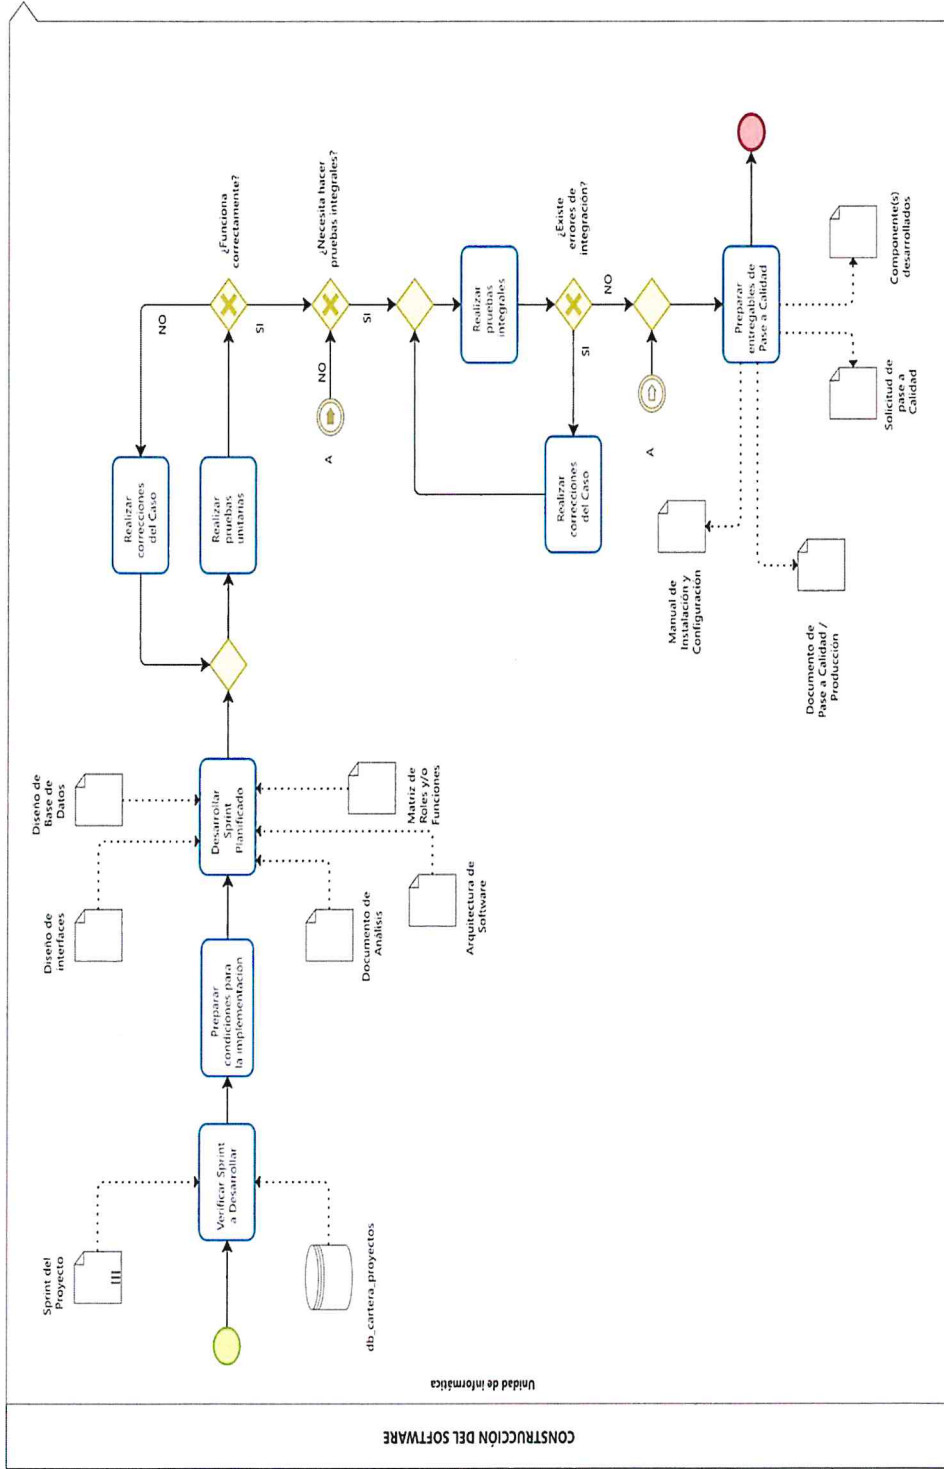 CONSTRUCCIÓN DEL SOFTWARE
Unidad de informática
Sprint del
Proyecto
Verificar Sprint
a Desarrollar
db_cartera_proyectos
Preparar
condiciones para
la implementación
Diseño de
interfaces
Diseño de
Base de
Datos
Desarrollar
Sprint
Planificado
Documento de
Análisis
Arquitectura de
Software
Matriz de
Roles y/o
Funciones
Realizar
correcciones
del Caso
Realizar
pruebas
unitarias
NO
¿Funciona
correctamente?
SI
¿Necesita hacer
pruebas integrales?
NO
A
SI
Realizar
pruebas
integrales
¿Existe
errores de
integración?
SI
NO
Realizar
correcciones
del Caso
A
Preparar
entregables de
Pase a Calidad
Manual de
Instalación y
Configuración
Documento de
Pase a Calidad /
Producción
Solicitud de
pase a
Calidad
Componente(s)
desarrollados